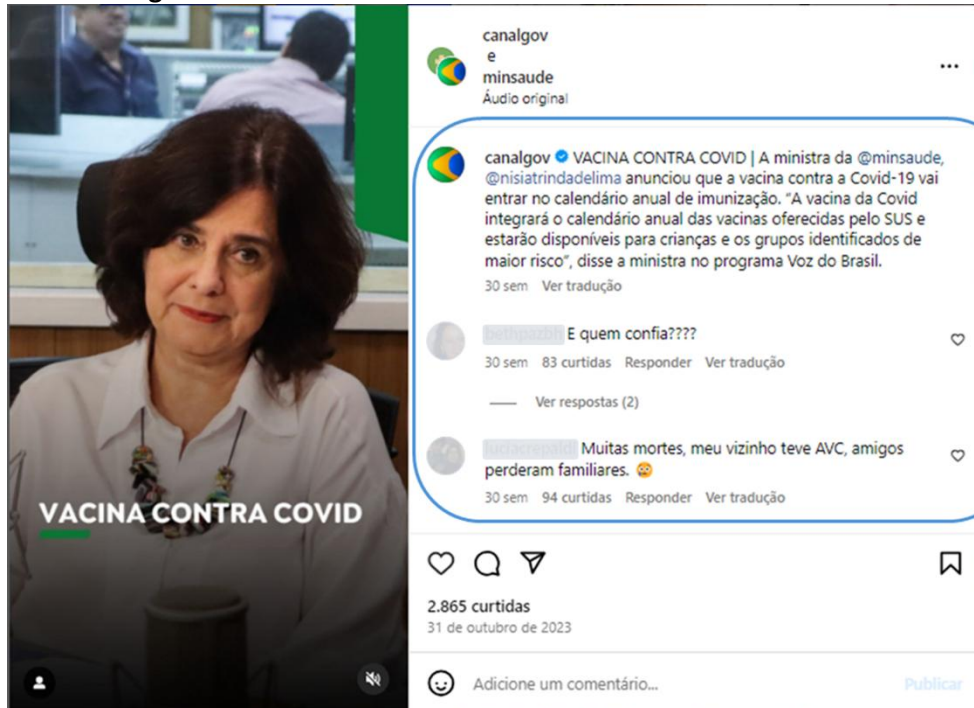 VACINA CONTRA COVID
canalgov
e
minsaude
Áudio original
canalgov VACINA CONTRA COVID | A ministra da @minsaude,
@nisiatrindadelima anunciou que a vacina contra a Covid-19 vai
entrar no calendário anual de imunização. "A vacina da Covid
integrará o calendário anual das vacinas oferecidas pelo SUS e
estarão disponíveis para crianças e os grupos identificados de
maior risco", disse a ministra no programa Voz do Brasil.
30 sem Ver tradução
E quem confia????
30 sem 83 curtidas Responder Ver tradução
Ver respostas (2)
Muitas mortes, meu vizinho teve AVC, amigos
perderam familiares.
30 sem 94 curtidas Responder Ver tradução
2.865 curtidas
31 de outubro de 2023
Adicione um comentário...
Publicar